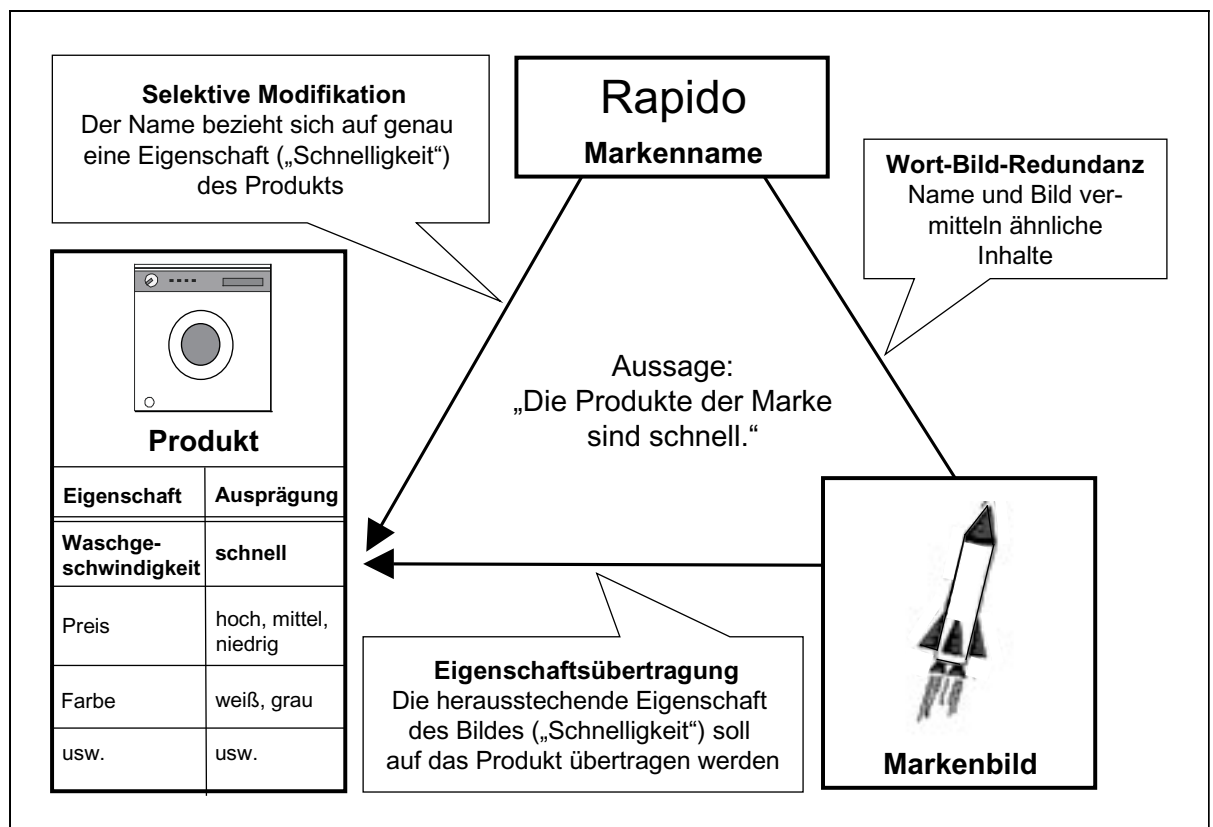 Selektive Modifikation
Der Name bezieht sich auf genau
eine Eigenschaft („Schnelligkeit“)
des Produkts
Rapido
Markenname
Wort-Bild-Redundanz
Name und Bild ver-
mitteln ähnliche
Inhalte
Aussage:
„Die Produkte der Marke
sind schnell.“
Produkt
Eigenschaft Ausprägung
Waschge-
schwindigkeit schnell
Preis hoch, mittel,
niedrig
Farbe weiß, grau
usw. usw.
Eigenschaftsübertragung
Die herausstechende Eigenschaft
des Bildes („Schnelligkeit“) soll
auf das Produkt übertragen werden
Markenbild